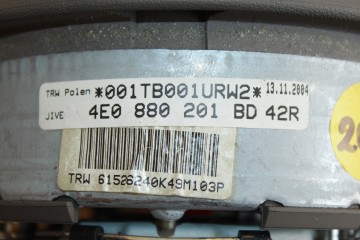 TRW Polen *001TB001URW2* 13.11.2004
JIVE 4E0 880 201 BD 42R
TRW 61526240K49M103P